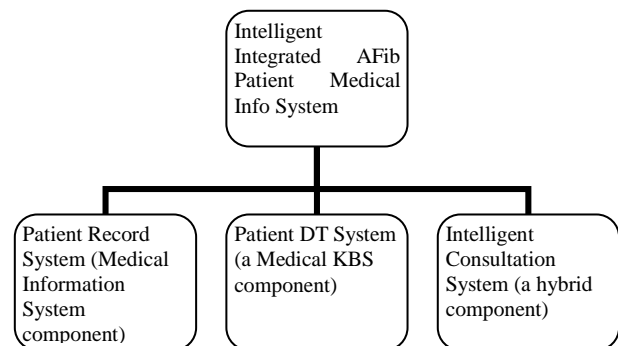 Intelligent
Integrated AFib
Patient Medical
Info System
Patient Record
System (Medical
Information
System
component)
Patient DT System
(a Medical KBS
component)
Intelligent
Consultation
System (a hybrid
component)